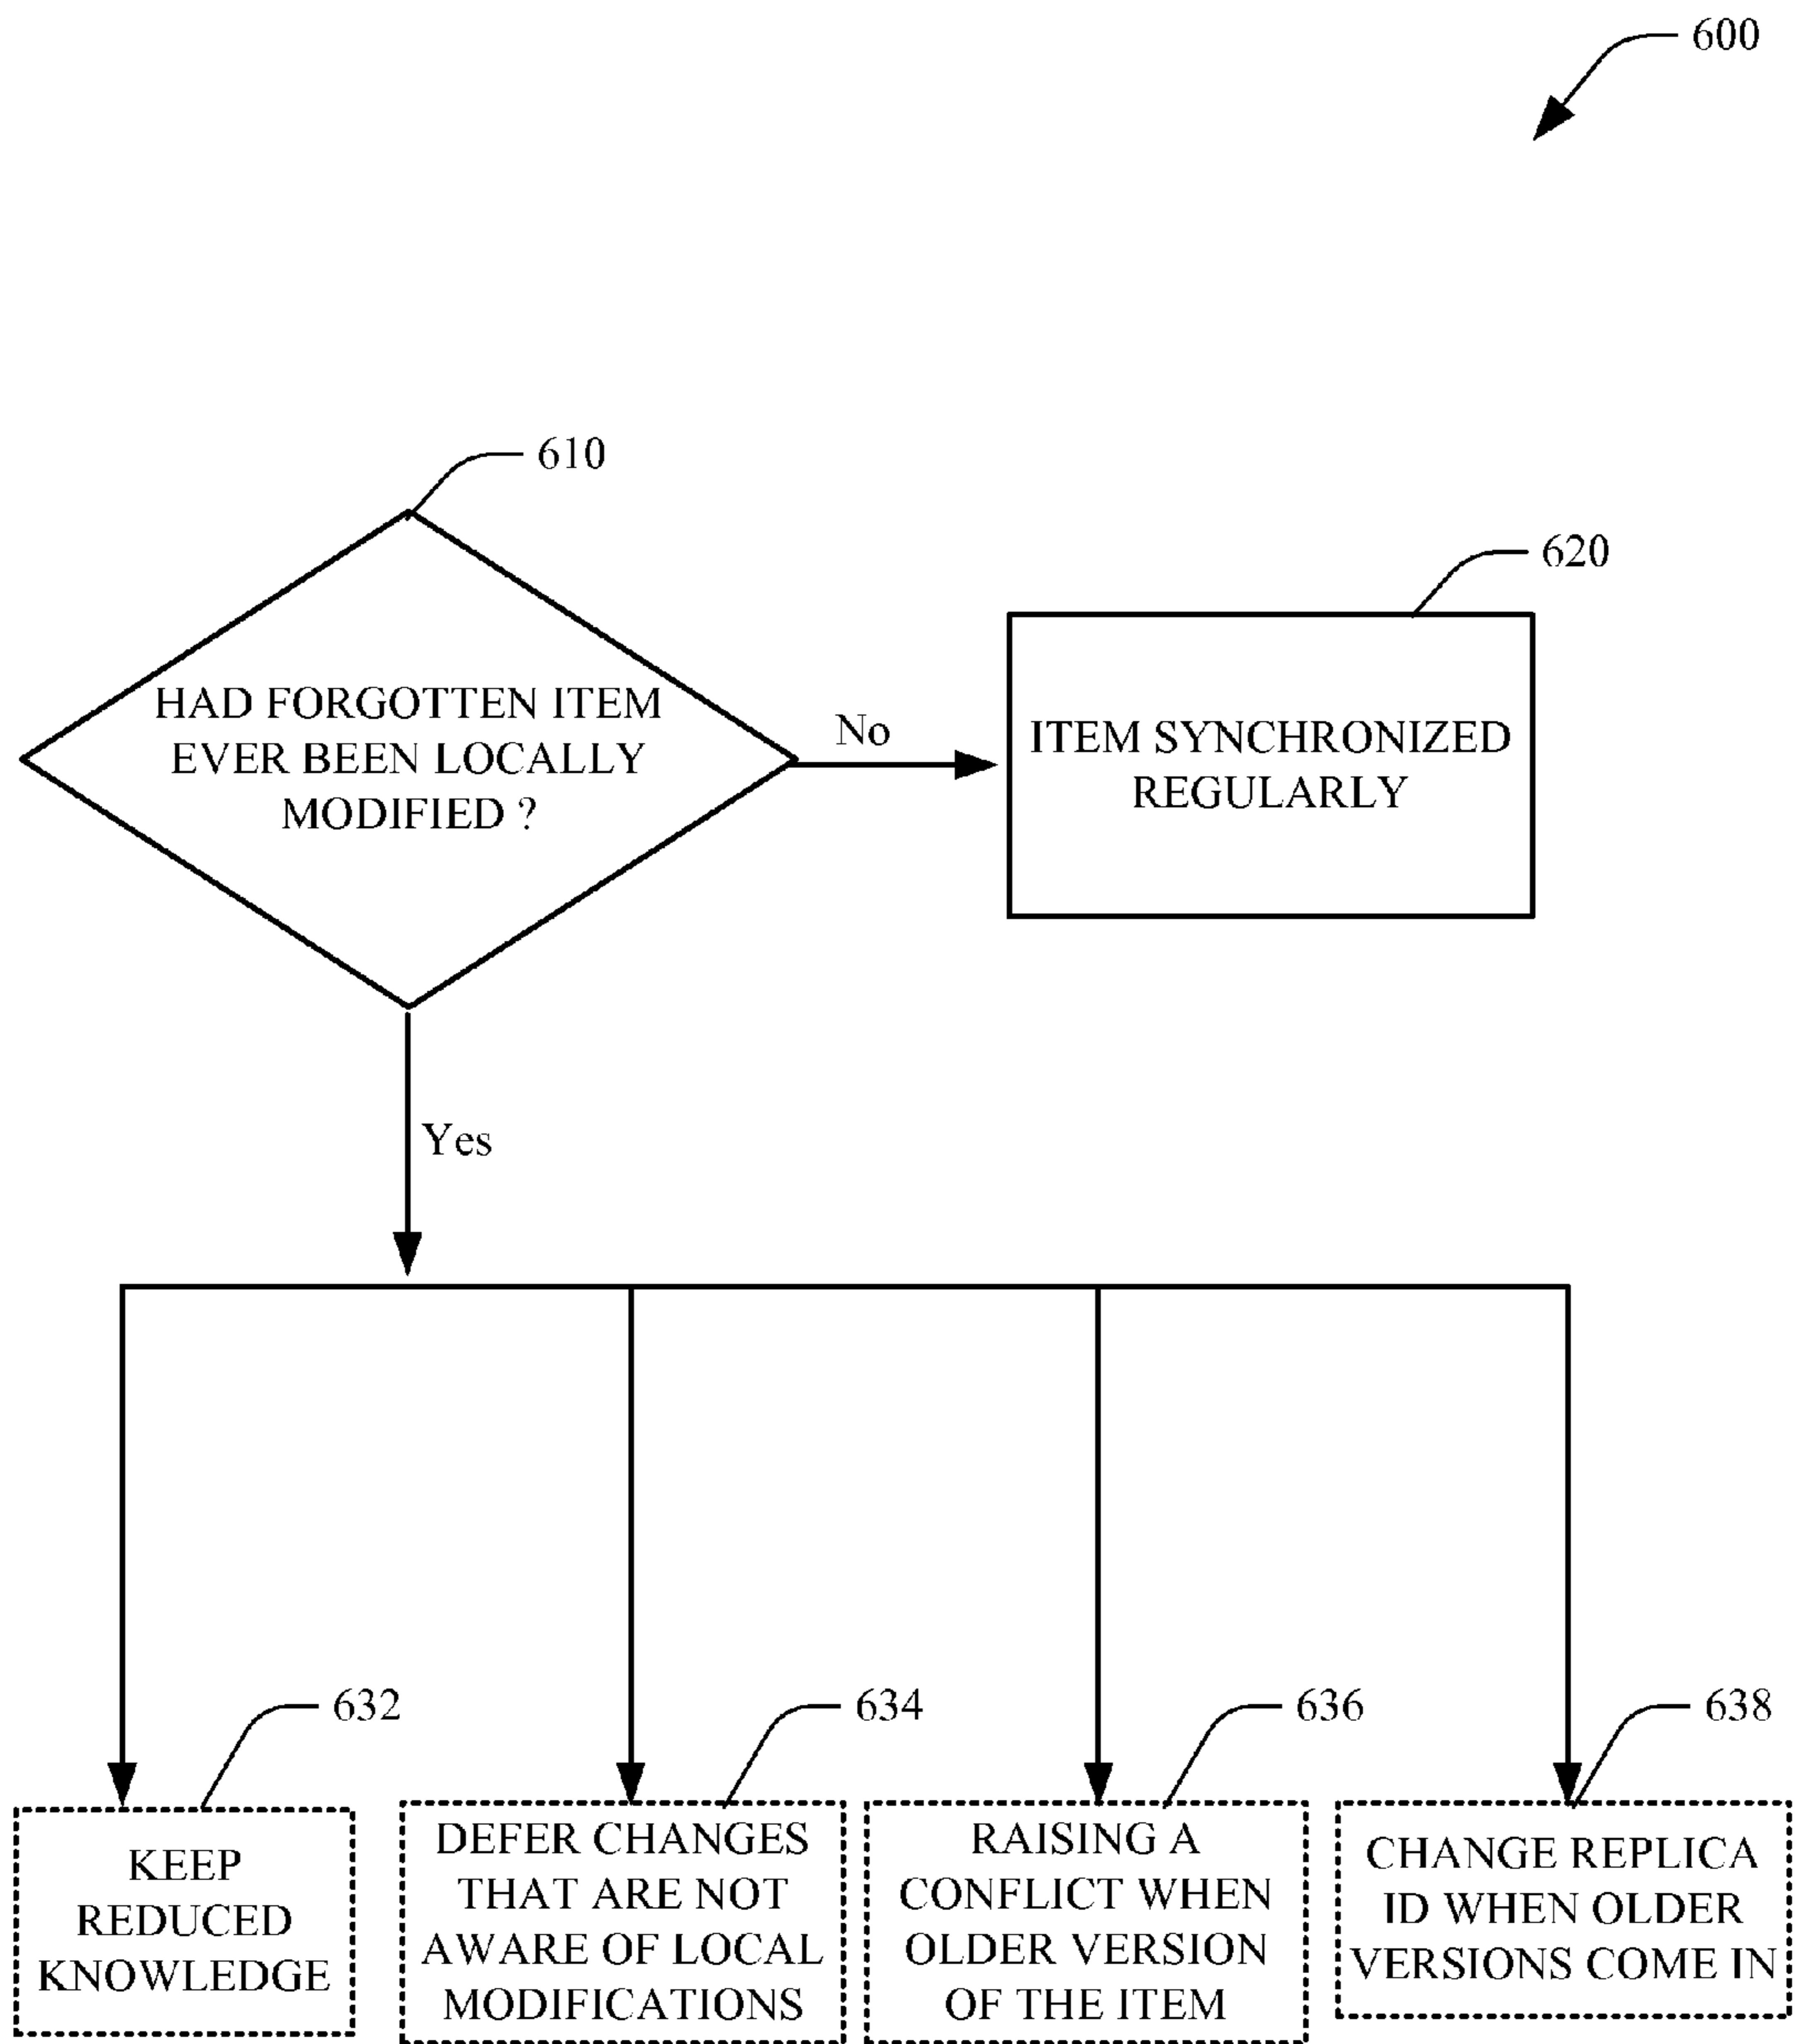 600
610
HAD FORGOTTEN ITEM
EVER BEEN LOCALLY
MODIFIED ?
No
620
ITEM SYNCHRONIZED
REGULARLY
Yes
632
KEEP
REDUCED
KNOWLEDGE
634
DEFER CHANGES
THAT ARE NOT
AWARE OF LOCAL
MODIFICATIONS
636
RAISING A
CONFLICT WHEN
OLDER VERSION
OF THE ITEM
638
CHANGE REPLICA
ID WHEN OLDER
VERSIONS COME IN